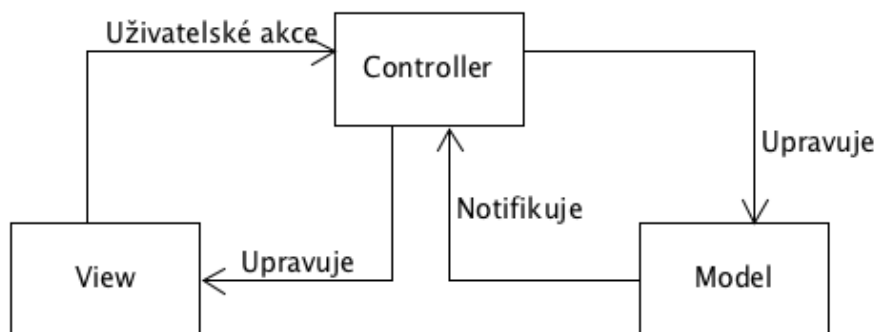 Uživatelské akce
Controller
Upravuje
Notifikuje
Upravuje
View
Model